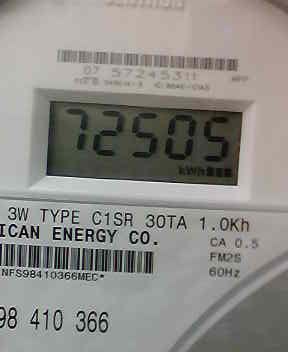 07 57245311
72505
kWh
3W TYPE C1SR 30TA 1.0Kh
ICAN ENERGY CO.
CA 0.5
FM2S
60Hz
NFS98410366MEC*
98 410 366